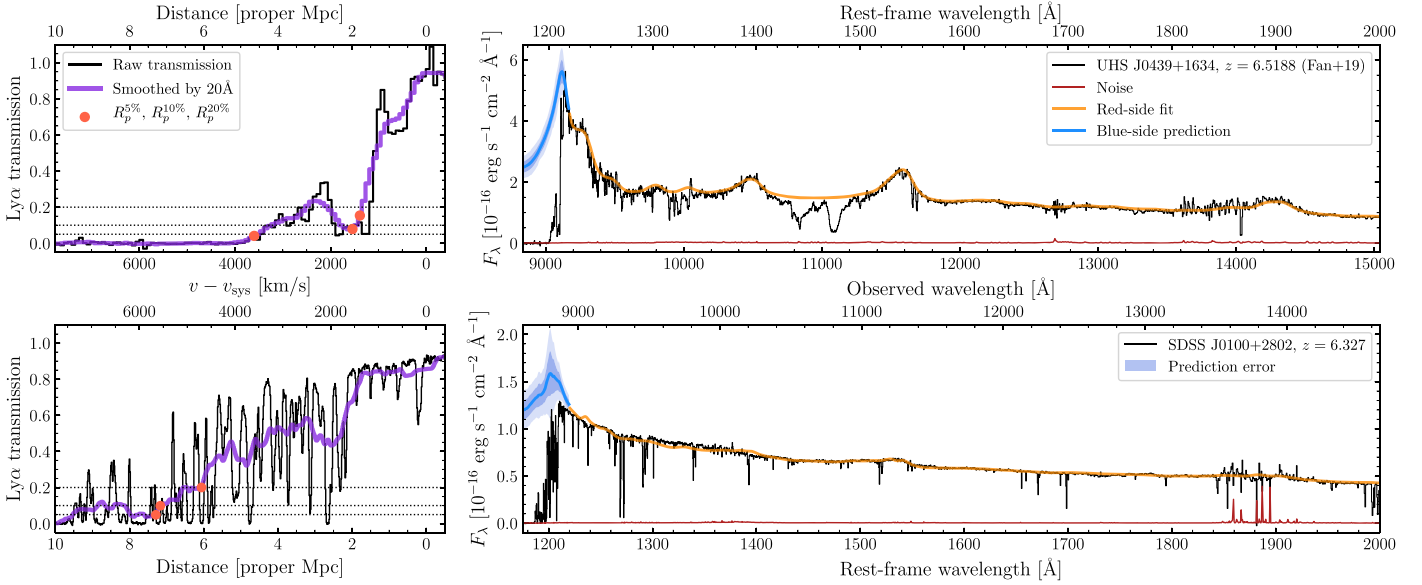 Distance [proper Mpc]
10 8 6 4 2 0
Lyα transmission
1.0
0.8
0.6
0.4
0.2
0.0
Raw transmission
Smoothed by 20Å
R_p^{5%}, R_p^{10%}, R_p^{20%}
6000 4000 2000 0
v − v_sys [km/s]
Rest-frame wavelength [Å]
1200 1300 1400 1500 1600 1700 1800 1900 2000
F_λ [10^{−16} erg s^{−1} cm^{−2} Å^{−1}]
6
4
2
0
UHS J0439+1634, z = 6.5188 (Fan+19)
Noise
Red-side fit
Blue-side prediction
9000 10000 11000 12000 13000 14000 15000
Observed wavelength [Å]
6000 4000 2000 0
Lyα transmission
1.0
0.8
0.6
0.4
0.2
0.0
10 8 6 4 2 0
Distance [proper Mpc]
9000 10000 11000 12000 13000 14000
F_λ [10^{−16} erg s^{−1} cm^{−2} Å^{−1}]
2.0
1.5
1.0
0.5
0.0
SDSS J0100+2802, z = 6.327
Prediction error
1200 1300 1400 1500 1600 1700 1800 1900 2000
Rest-frame wavelength [Å]